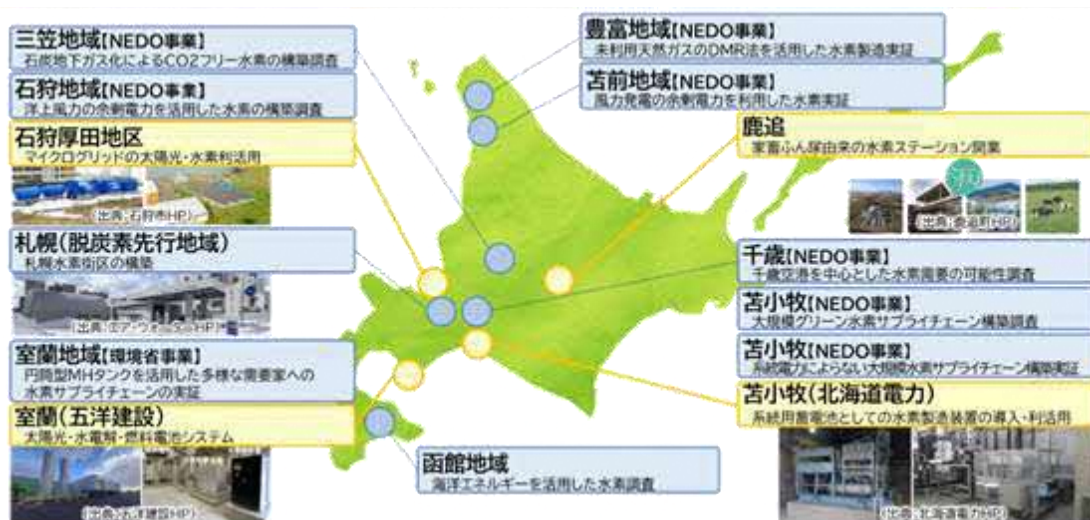 三笠地域【NEDO事業】
石炭地下ガス化によるCO2フリー水素の構築調査
石狩地域【NEDO事業】
洋上風力の余剰電力を活用した水素の構築調査
石狩厚田地区
マイクログリッドの太陽光・水素利活用
(出典:石狩市HP)
札幌(脱炭素先行地域)
札幌水素街区の構築
(出典:エア・ウォーターHP)
室蘭地域【環境省事業】
円筒型MHタンクを活用した多様な需要家への
水素サプライチェーンの実証
室蘭(五洋建設)
太陽光・水電解・燃料電池システム
(出典:五洋建設HP)
豊富地域【NEDO事業】
未利用天然ガスのDMR法を活用した水素製造実証
苫前地域【NEDO事業】
風力発電の余剰電力を利用した水素実証
鹿追
家畜ふん尿由来の水素ステーション開業
(出典:鹿追町HP)
千歳【NEDO事業】
千歳空港を中心とした水素需要の可能性調査
苫小牧【NEDO事業】
大規模グリーン水素サプライチェーン構築調査
苫小牧【NEDO事業】
系統電力によらない大規模水素サプライチェーン構築実証
苫小牧(北海道電力)
系統用蓄電池としての水素製造装置の導入・利活用
(出典:北海道電力HP)
函館地域
海洋エネルギーを活用した水素調査